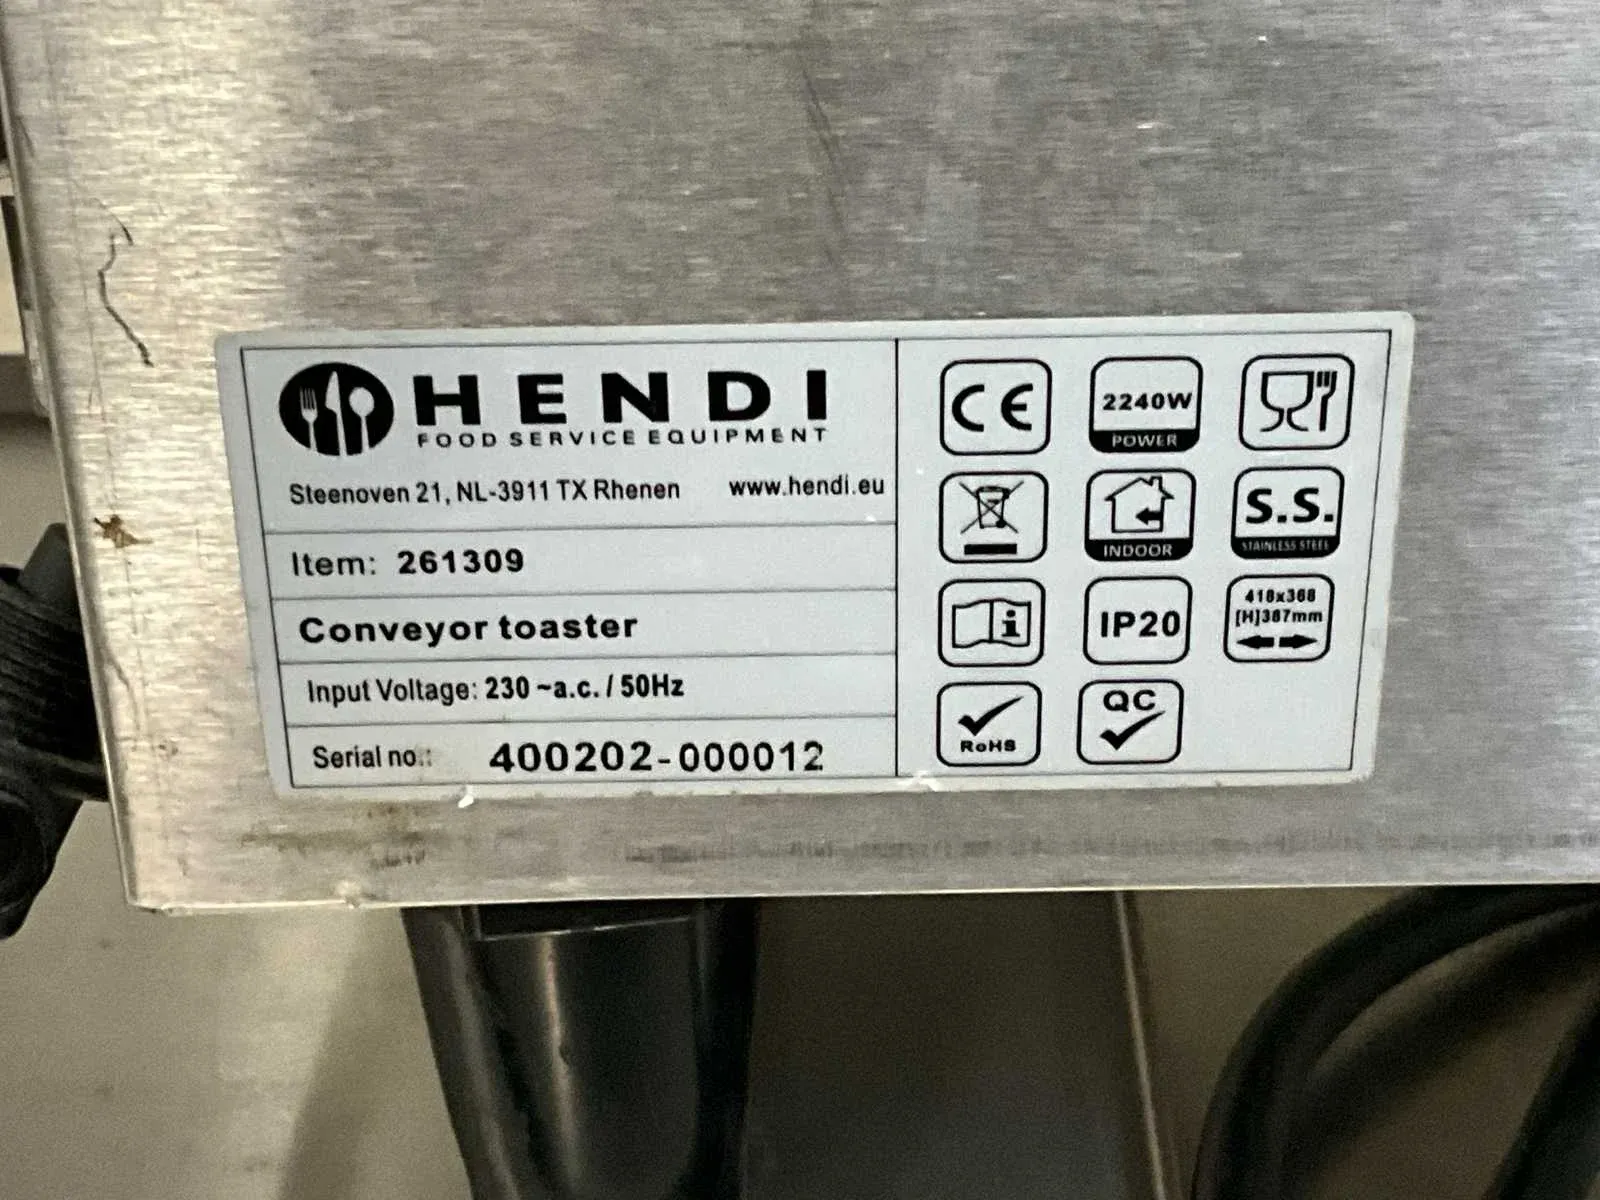 HENDI
FOOD SERVICE EQUIPMENT
Steenoven 21, NL-3911 TX Rhenen www.hendi.eu
Item: 261309
Conveyor toaster
Input Voltage: 230 ~a.c. / 50Hz
Serial no.: 400202-000012
CE
2240W
POWER
INDOOR
S.S.
STAINLESS STEEL
i
IP20
418x368
[H]387mm
RoHS
QC